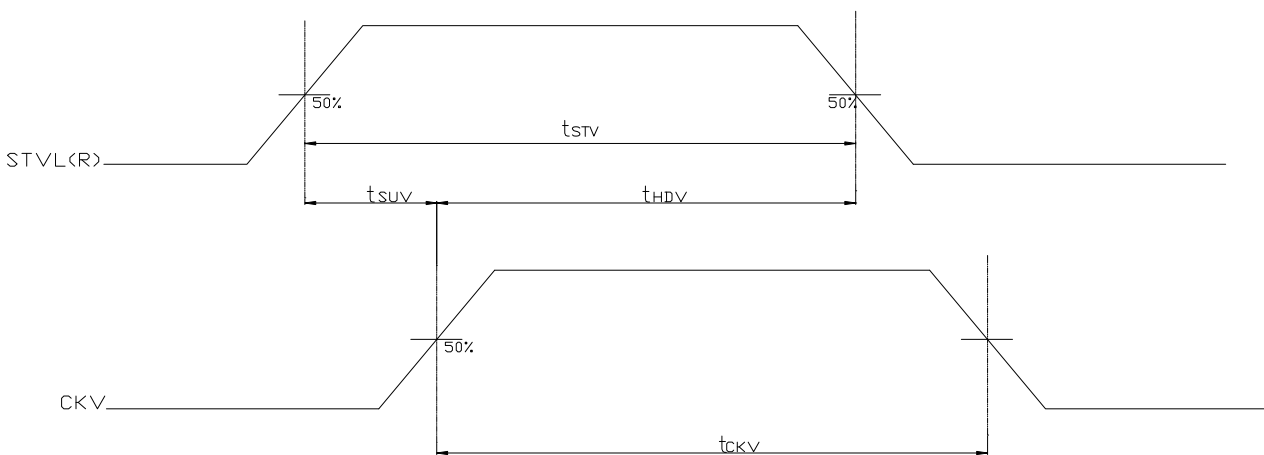 50% 50%
tSTV
STVL(R)
tSUV tHDV
50%
CKV
tCKV